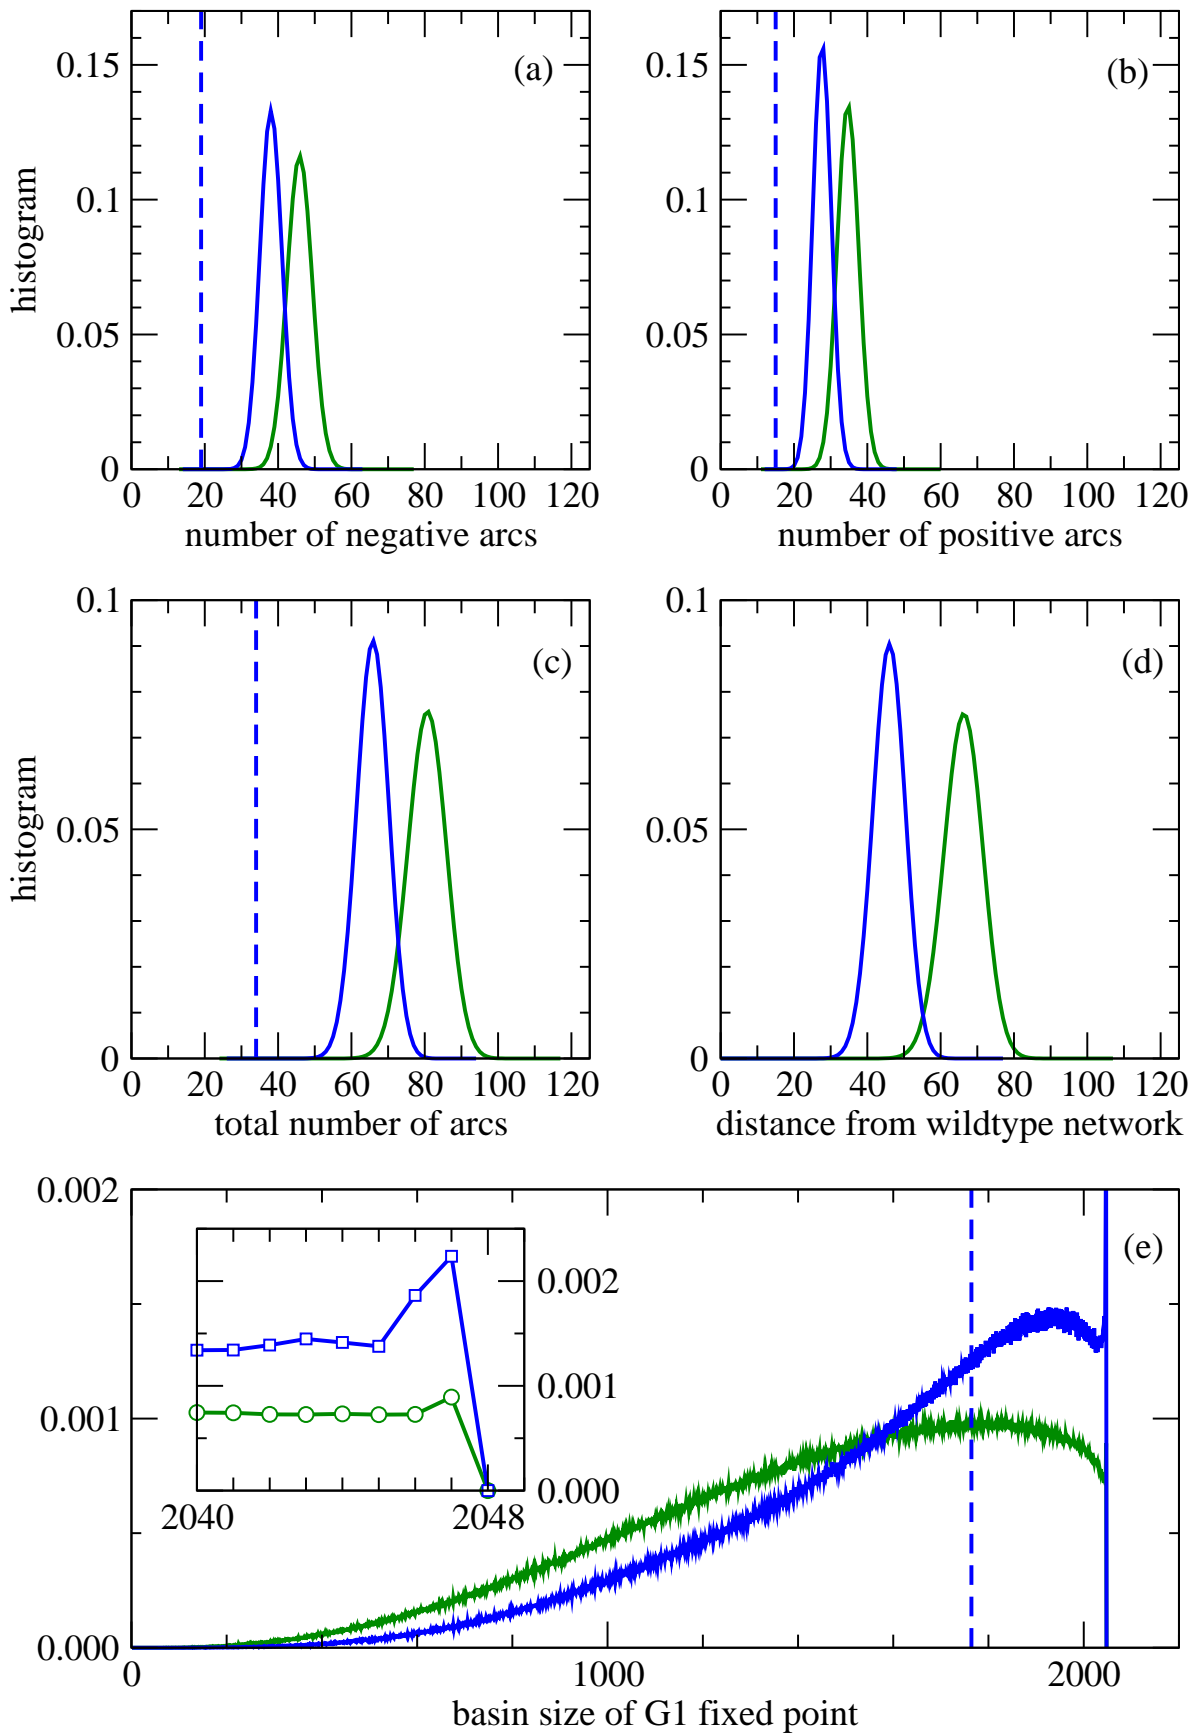 0.15
0.1
0.05
0
histogram
(a)
0 20 40 60 80 100 120
number of negative arcs
0.15
0.1
0.05
0
(b)
0 20 40 60 80 100 120
number of positive arcs
0.1
0.05
0
histogram
(c)
0 20 40 60 80 100 120
total number of arcs
0.1
0.05
0
(d)
0 20 40 60 80 100 120
distance from wildtype network
0.002
0.001
0.000
(e)
0.002
0.001
0.000
2040 2048
0 1000 2000
basin size of G1 fixed point